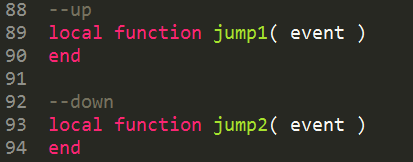 88 --up
89 local function jump1( event )
90 end
91
92 --down
93 local function jump2( event )
94 end